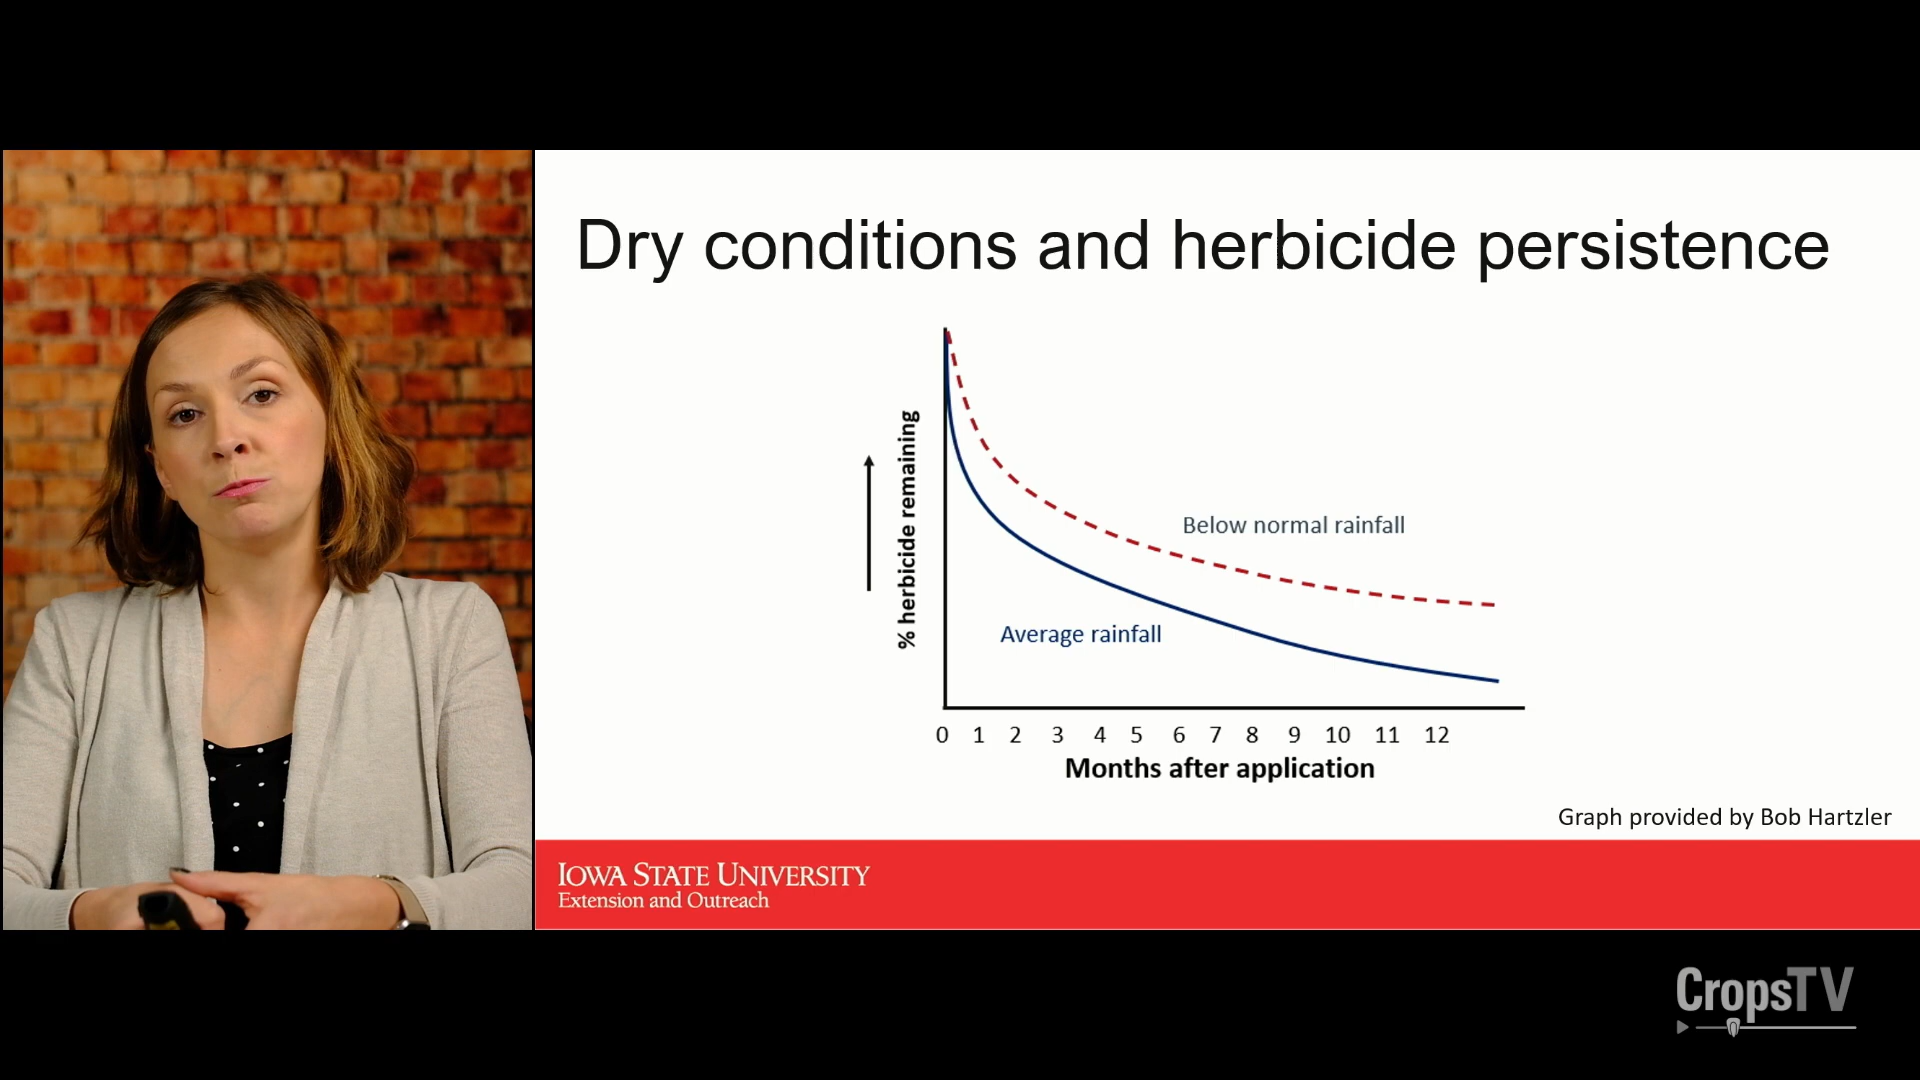 Dry conditions and herbicide persistence
% herbicide remaining
Below normal rainfall
Average rainfall
0 1 2 3 4 5 6 7 8 9 10 11 12
Months after application
Graph provided by Bob Hartzler
IOWA STATE UNIVERSITY
Extension and Outreach
CropsTV